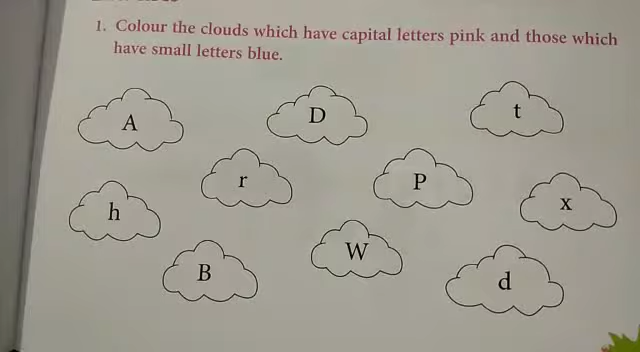 1. Colour the clouds which have capital letters pink and those which
have small letters blue.
A D t
r P
h x
B W d